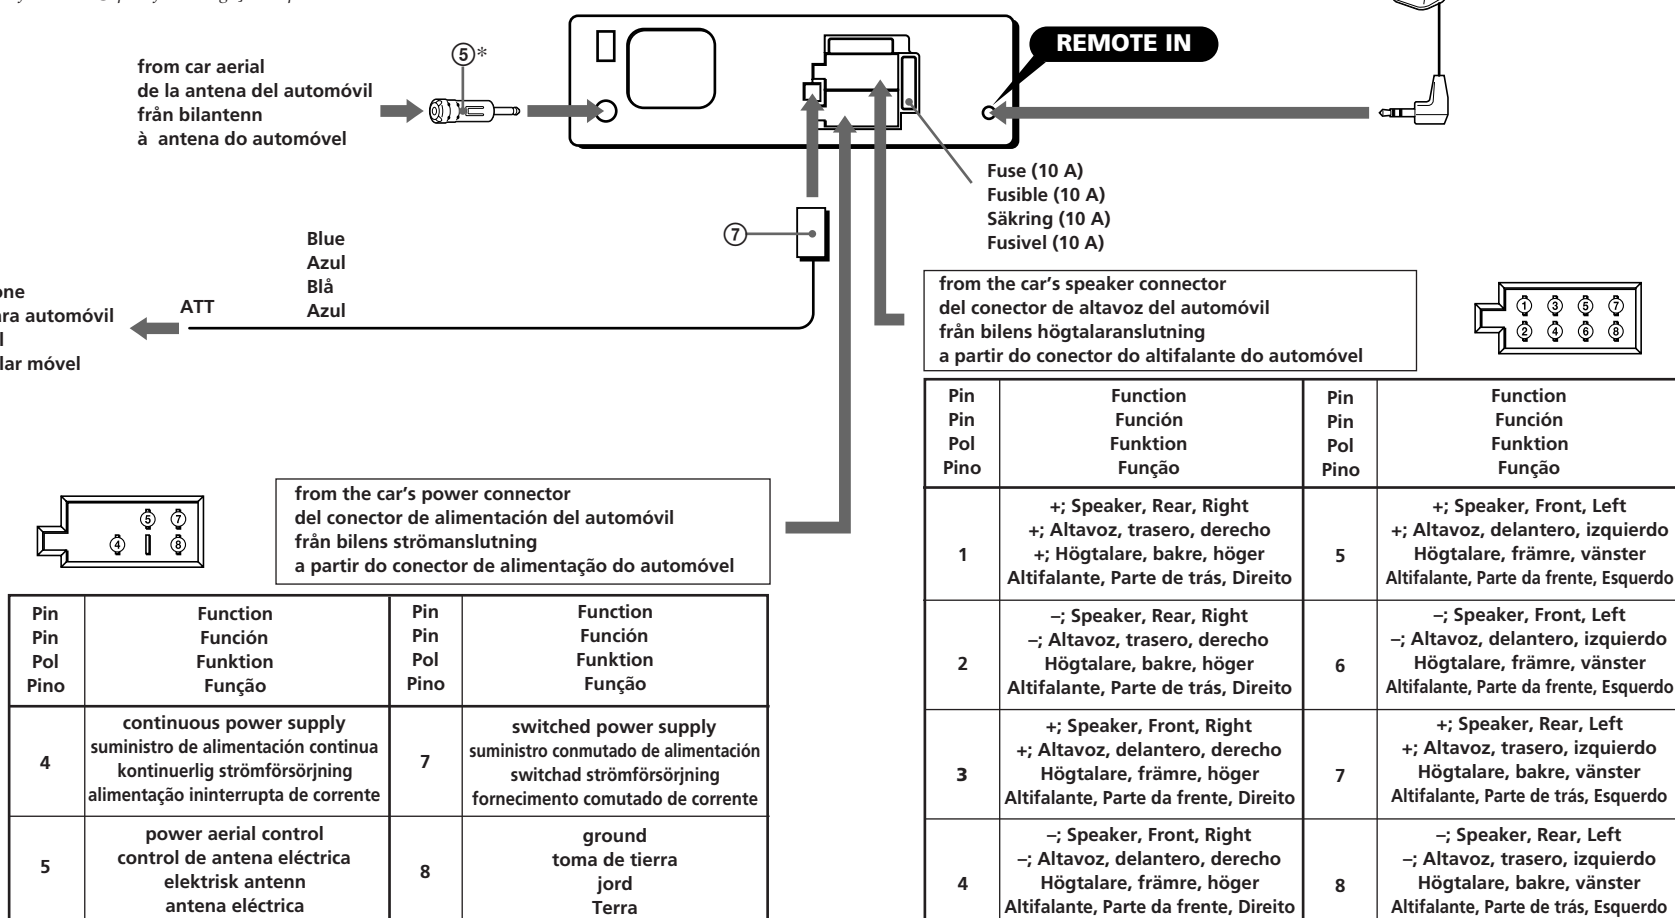 from car aerial
de la antena del automóvil
från bilantenn
à antena do automóvel
5*
REMOTE IN
Fuse (10 A)
Fusible (10 A)
Säkring (10 A)
Fusivel (10 A)
7
Blue
Azul
Blå
Azul
ATT
automóvil
móvel
from the car's speaker connector
del conector de altavoz del automóvil
från bilens högtalaranslutning
a partir do conector do altifalante do automóvel
1 3 5 7
2 4 6 8
Pin Function Pin Function
Pin Función Pin Función
Pol Funktion Pol Funktion
Pino Função Pino Função
1
+; Speaker, Rear, Right
+; Altavoz, trasero, derecho
+; Högtalare, bakre, höger
Altifalante, Parte de trás, Direito
5
+; Speaker, Front, Left
+; Altavoz, delantero, izquierdo
Högtalare, främre, vänster
Altifalante, Parte da frente, Esquerdo
2
–; Speaker, Rear, Right
–; Altavoz, trasero, derecho
Högtalare, bakre, höger
Altifalante, Parte de trás, Direito
6
–; Speaker, Front, Left
–; Altavoz, delantero, izquierdo
Högtalare, främre, vänster
Altifalante, Parte da frente, Esquerdo
3
+; Speaker, Front, Right
+; Altavoz, delantero, derecho
Högtalare, främre, höger
Altifalante, Parte da frente, Direito
7
+; Speaker, Rear, Left
+; Altavoz, trasero, izquierdo
Högtalare, bakre, vänster
Altifalante, Parte de trás, Esquerdo
4
–; Speaker, Front, Right
–; Altavoz, delantero, derecho
Högtalare, främre, höger
Altifalante, Parte da frente, Direito
8
–; Speaker, Rear, Left
–; Altavoz, trasero, izquierdo
Högtalare, bakre, vänster
Altifalante, Parte de trás, Esquerdo
5 7
4 8
from the car's power connector
del conector de alimentación del automóvil
från bilens strömanslutning
a partir do conector de alimentação do automóvel
Pin Function Pin Function
Pin Función Pin Función
Pol Funktion Pol Funktion
Pino Função Pino Função
4
continuous power supply
suministro de alimentación continua
kontinuerlig strömförsörjning
alimentação ininterrupta de corrente
7
switched power supply
suministro conmutado de alimentación
switchad strömförsörjning
fornecimento comutado de corrente
5
power aerial control
control de antena eléctrica
elektrisk antenn
antena eléctrica
8
ground
toma de tierra
jord
Terra